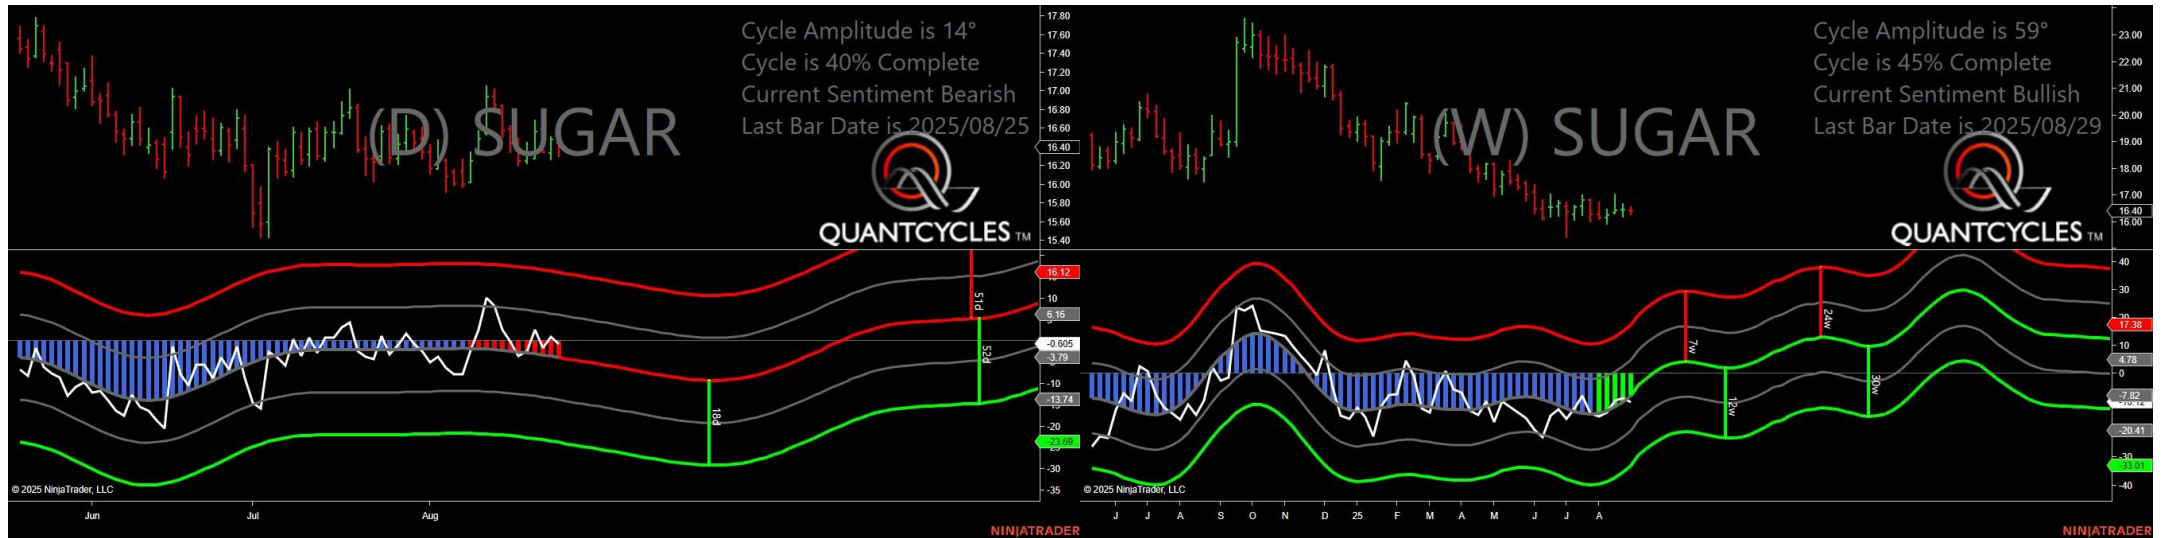 Cycle Amplitude is 14°
Cycle is 40% Complete
Current Sentiment Bearish
Last Bar Date is 2025/08/25
(D) SUGAR
QUANTCYCLES TM
17.80
17.60
17.40
17.20
17.00
16.80
16.60
16.40
16.20
16.00
15.80
15.60
15.40
16.12
10
6.16
-0.605
-3.79
-10
-13.74
-20
-23.69
-30
-35
51d
52d
18d
© 2025 NinjaTrader, LLC
Jun
Jul
Aug
NINJATRADER
Cycle Amplitude is 59°
Cycle is 45% Complete
Current Sentiment Bullish
Last Bar Date is 2025/08/29
(W) SUGAR
QUANTCYCLES TM
23.00
22.00
21.00
20.00
19.00
18.00
17.00
16.40
16.00
40
30
20
17.38
10
4.78
0
-7.82
-20.41
-30
-33.01
-40
7w
24w
12w
30w
© 2025 NinjaTrader, LLC
J J A S O N D 25 F M A M J J A
NINJATRADER